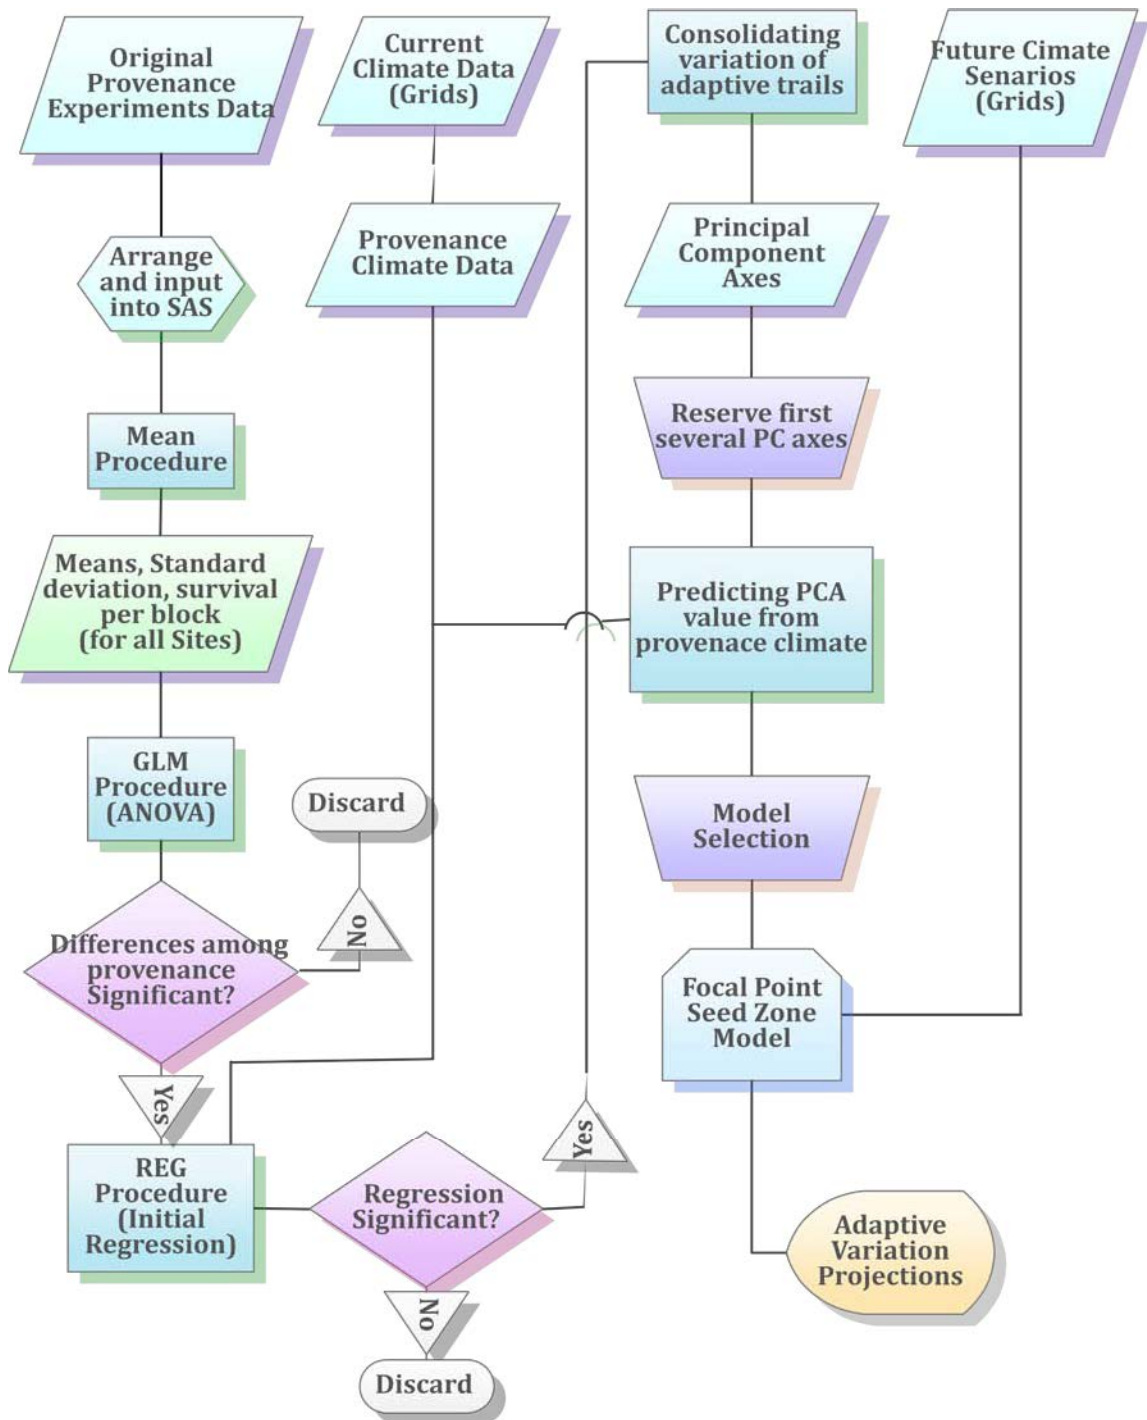 Original
Provenance
Experiments Data
Arrange
and input
into SAS
Mean
Procedure
Means, Standard
deviation, survival
per block
(for all Sites)
GLM
Procedure
(ANOVA)
Differences among
provenance
Significant?
No
Discard
Yes
REG
Procedure
(Initial
Regression)
Regression
Significant?
No
Discard
Yes
Current
Climate Data
(Grids)
Provenance
Climate Data
Consolidating
variation of
adaptive trails
Principal
Component
Axes
Reserve first
several PC axes
Predicting PCA
value from
provenace climate
Model
Selection
Focal Point
Seed Zone
Model
Adaptive
Variation
Projections
Future Cimate
Senarios
(Grids)